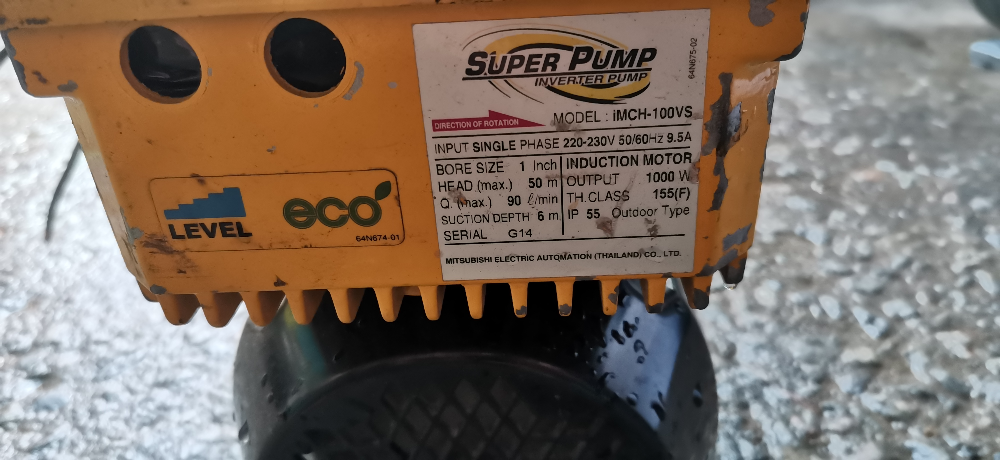 SUPER PUMP
INVERTER PUMP
64N675-02
DIRECTION OF ROTATION
MODEL : iMCH-100VS
INPUT SINGLE PHASE 220-230V 50/60Hz 9.5A
BORE SIZE 1 Inch
HEAD (max.) 50 m
Q. (max.) 90 ℓ/min
SUCTION DEPTH 6 m
SERIAL G14
INDUCTION MOTOR
OUTPUT 1000 W
TH.CLASS 155(F)
IP 55 Outdoor Type
MITSUBISHI ELECTRIC AUTOMATION (THAILAND) CO., LTD.
LEVEL
eco
64N674-01